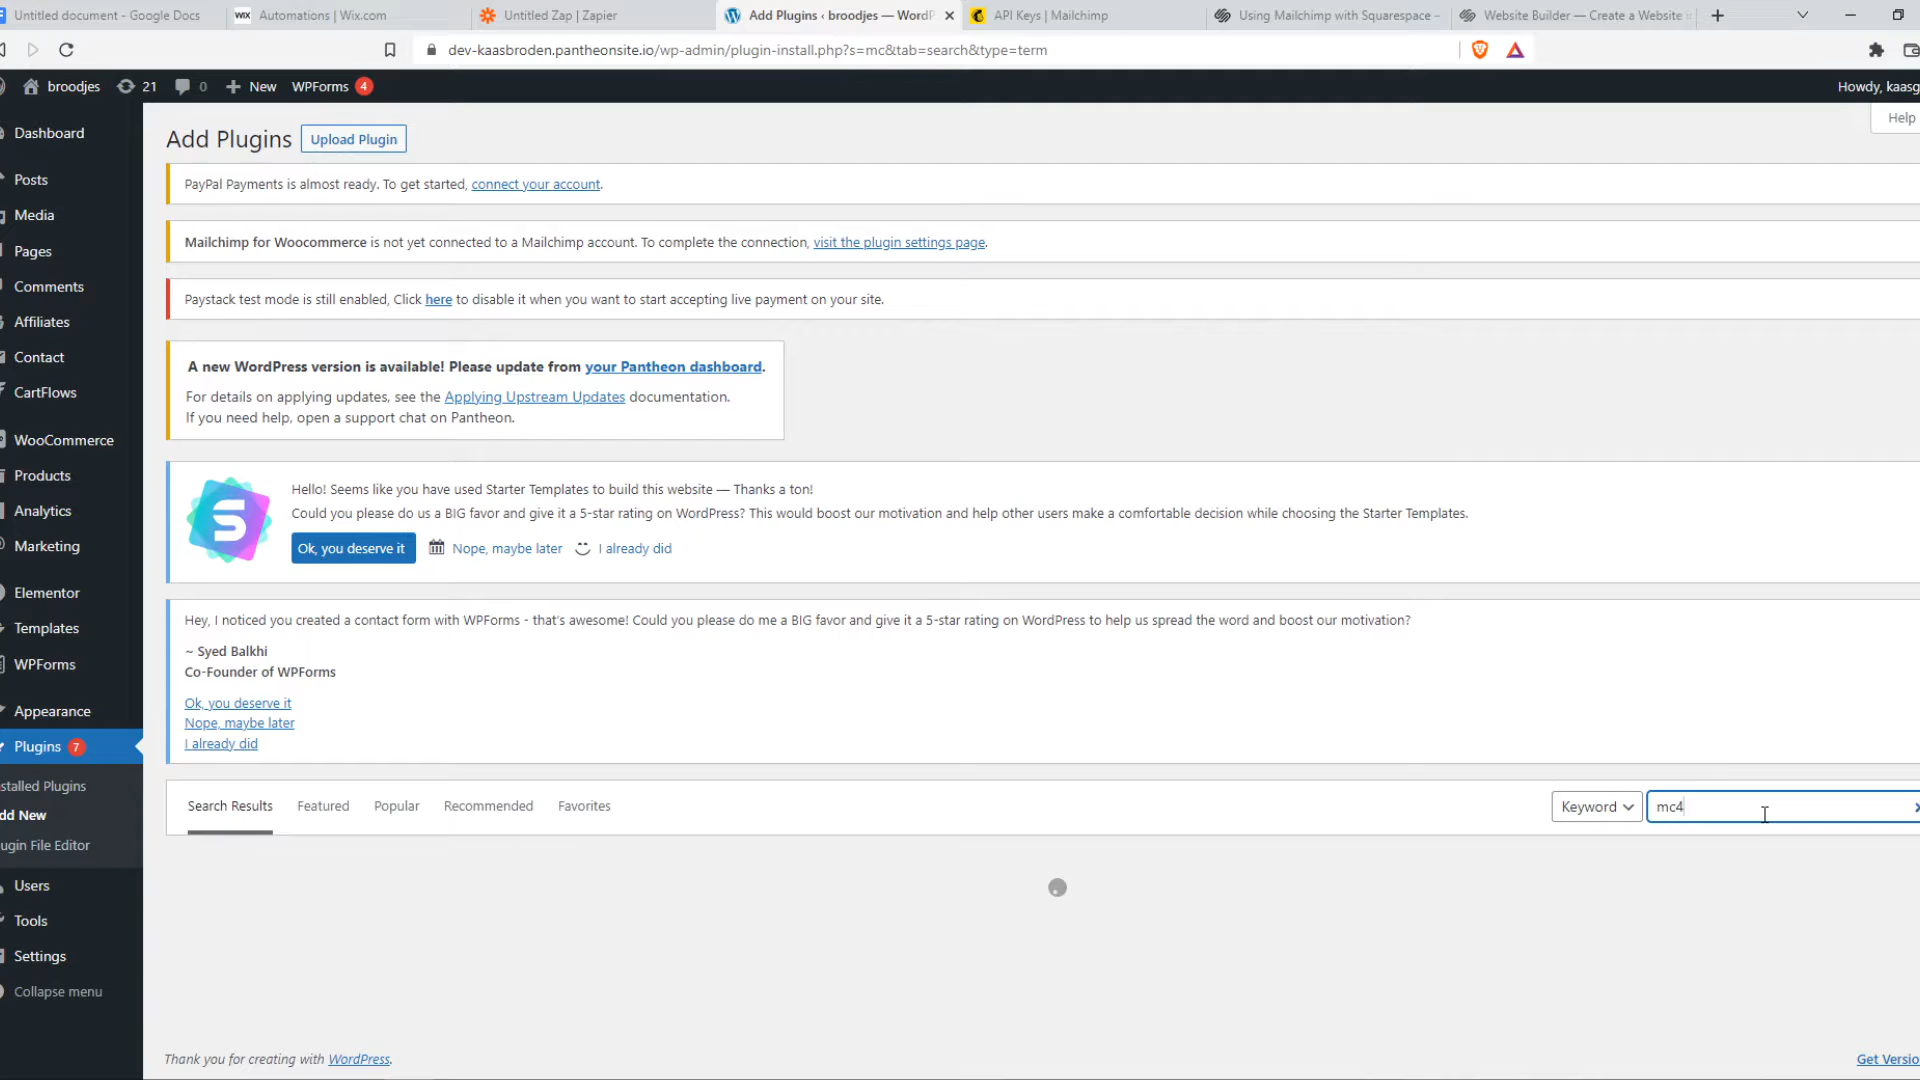 Untitled document - Google Docs
WIX Automations | Wix.com
Untitled Zap | Zapier
Add Plugins ‹ broodjes — WordP
API Keys | Mailchimp
Using Mailchimp with Squarespace –
Website Builder — Create a Website i
dev-kaasbroden.pantheonsite.io/wp-admin/plugin-install.php?s=mc&tab=search&type=term
broodjes 21 0 New WPForms 4
Howdy, kaasg
Help
Dashboard
Posts
Media
Pages
Comments
Affiliates
Contact
CartFlows
WooCommerce
Products
Analytics
Marketing
Elementor
Templates
WPForms
Appearance
Plugins 7
stalled Plugins
dd New
ugin File Editor
Users
Tools
Settings
Collapse menu
Add Plugins Upload Plugin
PayPal Payments is almost ready. To get started, connect your account.
Mailchimp for Woocommerce is not yet connected to a Mailchimp account. To complete the connection, visit the plugin settings page.
Paystack test mode is still enabled, Click here to disable it when you want to start accepting live payment on your site.
A new WordPress version is available! Please update from your Pantheon dashboard.
For details on applying updates, see the Applying Upstream Updates documentation.
If you need help, open a support chat on Pantheon.
S
Hello! Seems like you have used Starter Templates to build this website — Thanks a ton!
Could you please do us a BIG favor and give it a 5-star rating on WordPress? This would boost our motivation and help other users make a comfortable decision while choosing the Starter Templates.
Ok, you deserve it Nope, maybe later I already did
Hey, I noticed you created a contact form with WPForms - that's awesome! Could you please do me a BIG favor and give it a 5-star rating on WordPress to help us spread the word and boost our motivation?
~ Syed Balkhi
Co-Founder of WPForms
Ok, you deserve it
Nope, maybe later
I already did
Search Results Featured Popular Recommended Favorites
Keyword mc4
Thank you for creating with WordPress.
Get Versio